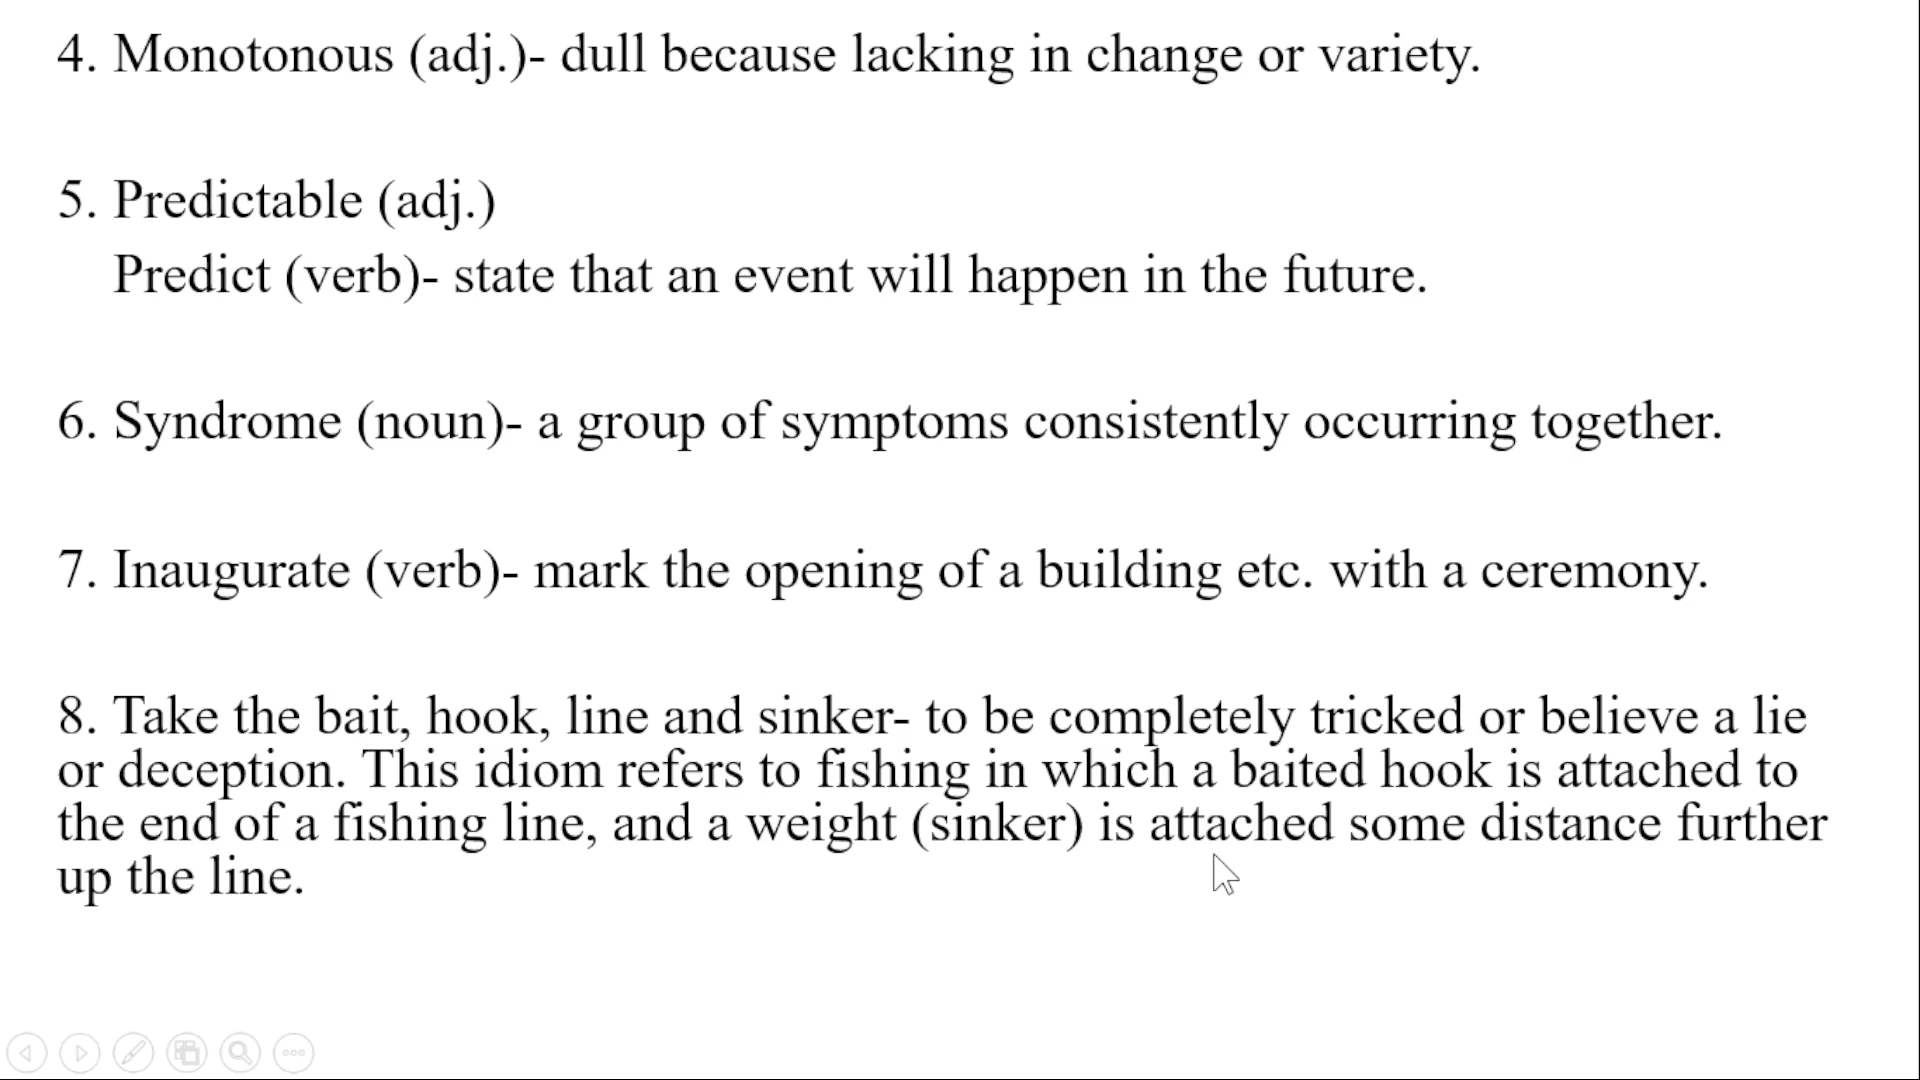 4. Monotonous (adj.)- dull because lacking in change or variety.
5. Predictable (adj.)
Predict (verb)- state that an event will happen in the future.
6. Syndrome (noun)- a group of symptoms consistently occurring together.
7. Inaugurate (verb)- mark the opening of a building etc. with a ceremony.
8. Take the bait, hook, line and sinker- to be completely tricked or believe a lie
or deception. This idiom refers to fishing in which a baited hook is attached to
the end of a fishing line, and a weight (sinker) is attached some distance further
up the line.